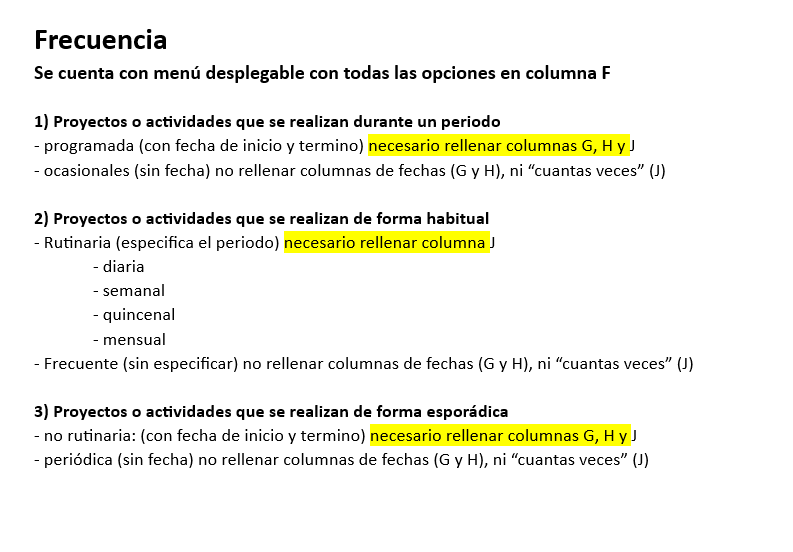 Frecuencia
Se cuenta con menú desplegable con todas las opciones en columna F
1) Proyectos o actividades que se realizan durante un periodo
- programada (con fecha de inicio y termino) necesario rellenar columnas G, H y J
- ocasionales (sin fecha) no rellenar columnas de fechas (G y H), ni “cuantas veces” (J)
2) Proyectos o actividades que se realizan de forma habitual
- Rutinaria (especifica el periodo) necesario rellenar columna J
- diaria
- semanal
- quincenal
- mensual
- Frecuente (sin especificar) no rellenar columnas de fechas (G y H), ni “cuantas veces” (J)
3) Proyectos o actividades que se realizan de forma esporádica
- no rutinaria: (con fecha de inicio y termino) necesario rellenar columnas G, H y J
- periódica (sin fecha) no rellenar columnas de fechas (G y H), ni “cuantas veces” (J)